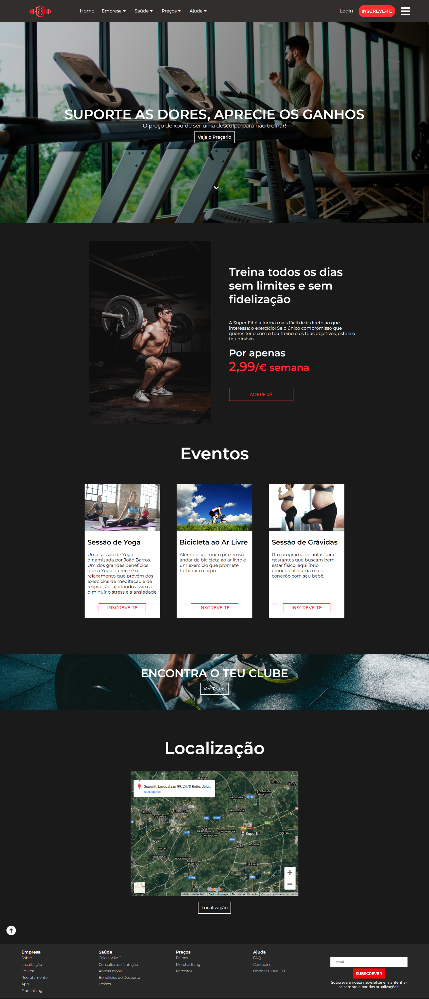 Home Empresa Saúde Preços Ajuda Login INSCREVE-TE
SUPORTE AS DORES, APRECIE OS GANHOS
O preço deixou de ser uma desculpa para não treinar!
Veja o Preçario
SSAULTFITNESS
AIRRUNNER
Treina todos os dias
sem limites e sem
fidelização
A Super Fit é a forma mais fácil de ir direto ao que
interessa: o exercício! Se o único compromisso que
queres ter é com o teu treino e os teus objetivos, este é o
teu ginásio.
Por apenas
2,99/€ semana
ADERE JÁ
Eventos
Sessão de Yoga
Uma sessão de Yoga
dinamizada por João Barros.
Um dos grandes benefícios
que o Yoga oferece é o
relaxamento que provém dos
exercícios de meditação e de
respiração, ajudando assim a
diminuir o stress e a ansiedade
INSCREVE-TE
Bicicleta ao Ar Livre
Além de ser muito prazeroso,
andar de bicicleta ao ar livre é
um exercício que promete
turbinar o corpo.
INSCREVE-TE
Sessão de Grávidas
Um programa de aulas para
gestantes que buscam bem-
estar físico, equilíbrio
emocional e uma maior
conexão com seu bebê.
INSCREVE-TE
ENCONTRA O TEU CLUBE
Ver Todos
Localização
Superfit, Europalaan 99, 2470 Retie, Bélg...
Mais opções
Ravels
Reusel
Bladel
Achterste
Heikant
ARENDONK
N139
R13
Beerse
Turnhout
Arendonk
Vosselaar
N18
N139
E34
E34
HOGE
DARISDONK
SCHOONBROEK
CORSENDONK
N19
Superfit
POSTEL
N18
ROOIEN
Retie
HODONK
MAZEL
PRIJSTRAAT
HOGE RIELEN
Lille
Kasterlee
Dessel
GOOR
N19g
N18
TENAARD
Google
Atalhos de teclado Dados do mapa Termos de Utilização Comunicar um erro no mapa
Localização
Empresa
Sobre
Localização
Equipa
Recrutamento
App
Franchising
Saúde
Calcular IMC
Consultas de Nutrição
Antes/Depois
Benefícios do Desporto
Lesões
Preços
Planos
Merchadising
Parceiros
Ajuda
FAQ
Contactos
Normas COVID-19
Email
SUBSCREVER
Subcreva à nossa newsletter e mantenha-
se sempre a par das atualizações!